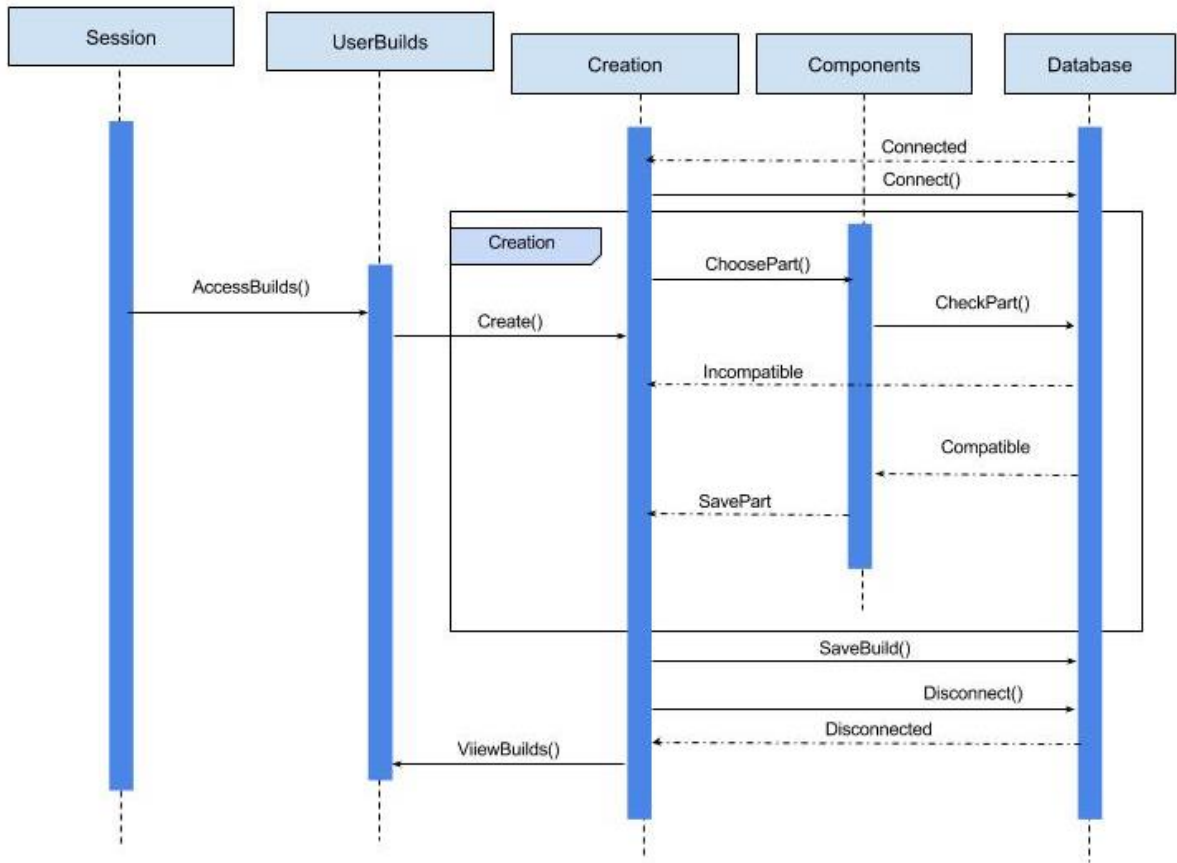 Session
UserBuilds
Creation
Components
Database
Connected
Connect()
Creation
ChoosePart()
AccessBuilds()
CheckPart()
Create()
Incompatible
Compatible
SavePart
SaveBuild()
Disconnect()
Disconnected
ViiewBuilds()